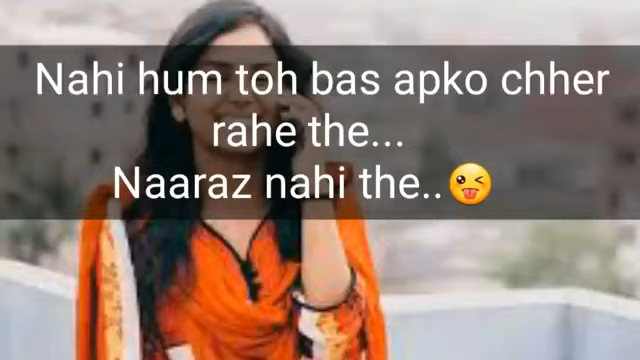 Nahi hum toh bas apko chher
rahe the...
Naaraz nahi the..😜